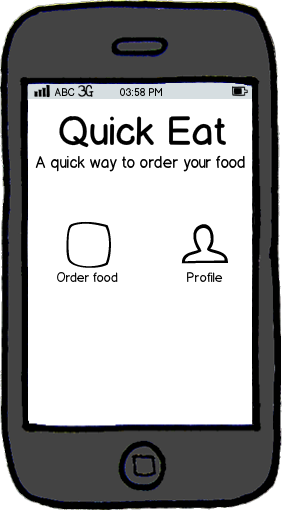 ABC 3G 03:58 PM
Quick Eat
A quick way to order your food
Order food Profile